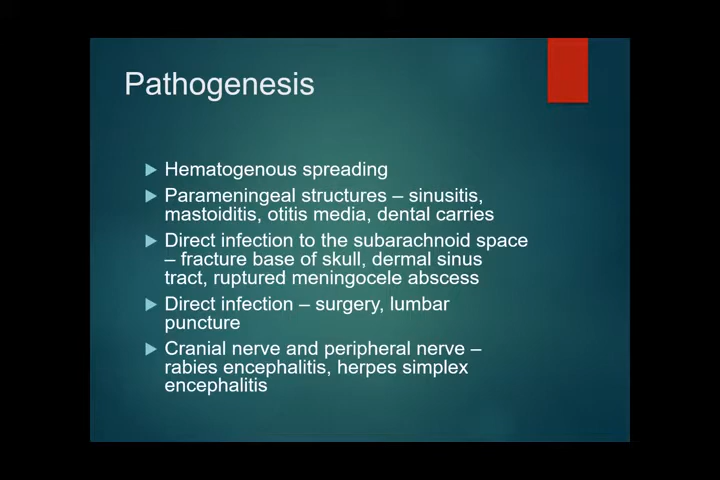 Pathogenesis
Hematogenous spreading
Parameningeal structures – sinusitis,
mastoiditis, otitis media, dental carries
Direct infection to the subarachnoid space
– fracture base of skull, dermal sinus
tract, ruptured meningocele abscess
Direct infection – surgery, lumbar
puncture
Cranial nerve and peripheral nerve –
rabies encephalitis, herpes simplex
encephalitis